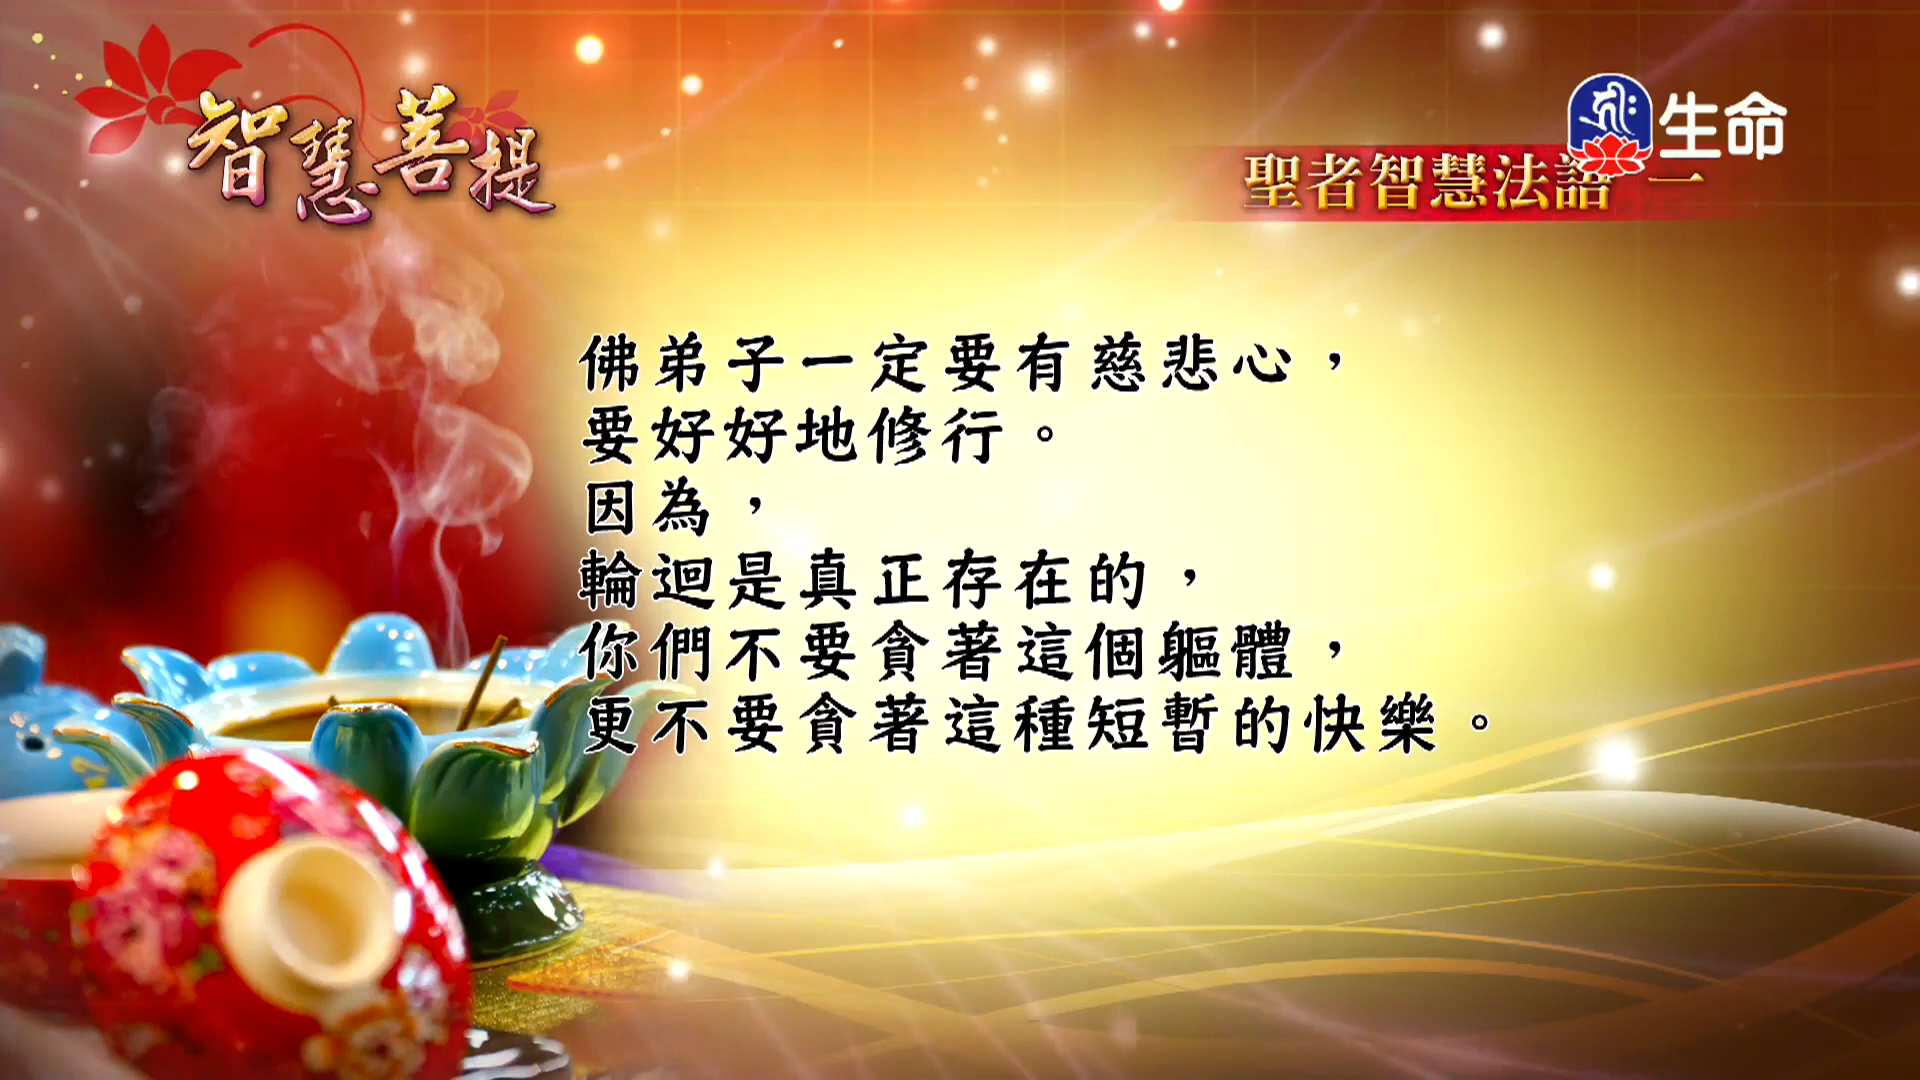 智慧菩提
生命
聖者智慧法語 一
佛弟子一定要有慈悲心，
要好好地修行。
因為，
輪迴是真正存在的，
你們不要貪著這個軀體，
更不要貪著這種短暫的快樂。